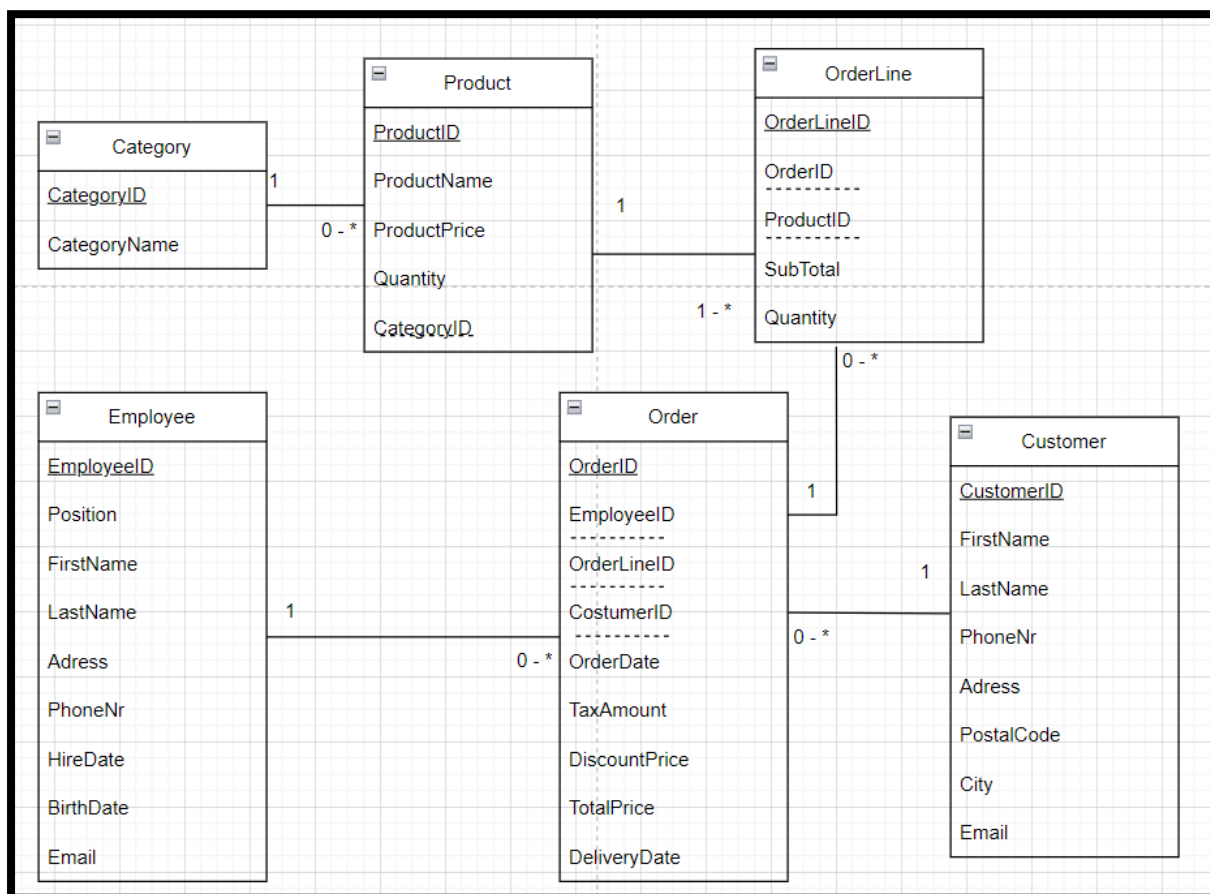 Category
CategoryID
CategoryName
1
0 - *
Product
ProductID
ProductName
ProductPrice
Quantity
CategoryID
1
1 - *
OrderLine
OrderLineID
OrderID
ProductID
SubTotal
Quantity
0 - *
1
Employee
EmployeeID
Position
FirstName
LastName
Adress
PhoneNr
HireDate
BirthDate
Email
1
0 - *
Order
OrderID
EmployeeID
OrderLineID
CostumerID
OrderDate
TaxAmount
DiscountPrice
TotalPrice
DeliveryDate
0 - *
1
Customer
CustomerID
FirstName
LastName
PhoneNr
Adress
PostalCode
City
Email